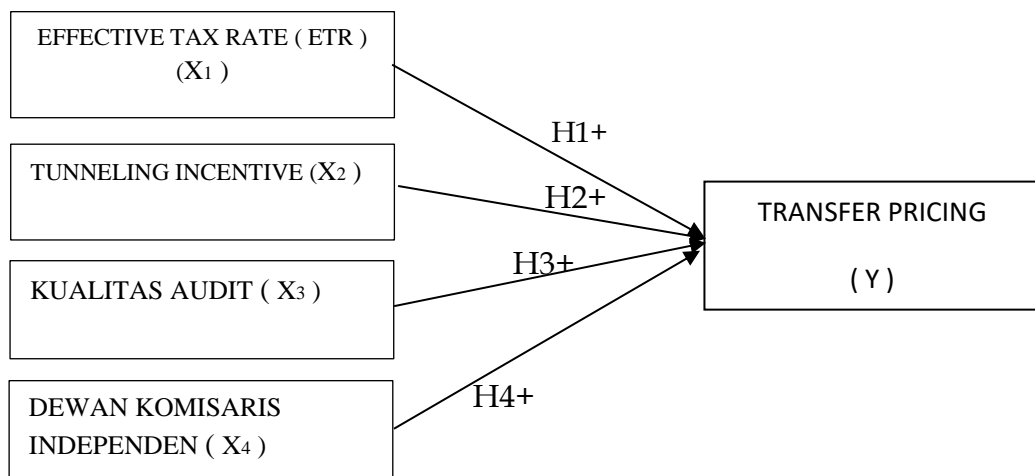 EFFECTIVE TAX RATE ( ETR )
(X1 )
TUNNELING INCENTIVE (X2 )
KUALITAS AUDIT ( X3 )
DEWAN KOMISARIS
INDEPENDEN ( X4 )
H1+
H2+
H3+
H4+
TRANSFER PRICING
( Y )